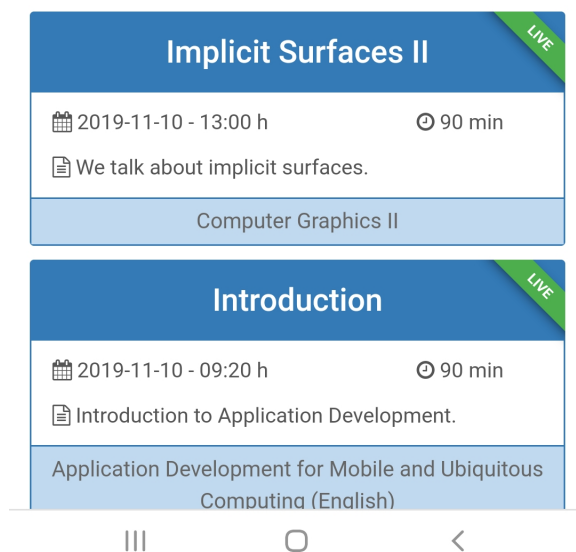 LIVE
Implicit Surfaces II
2019-11-10 - 13:00 h 90 min
We talk about implicit surfaces.
Computer Graphics II
LIVE
Introduction
2019-11-10 - 09:20 h 90 min
Introduction to Application Development.
Application Development for Mobile and Ubiquitous
Computing (English)